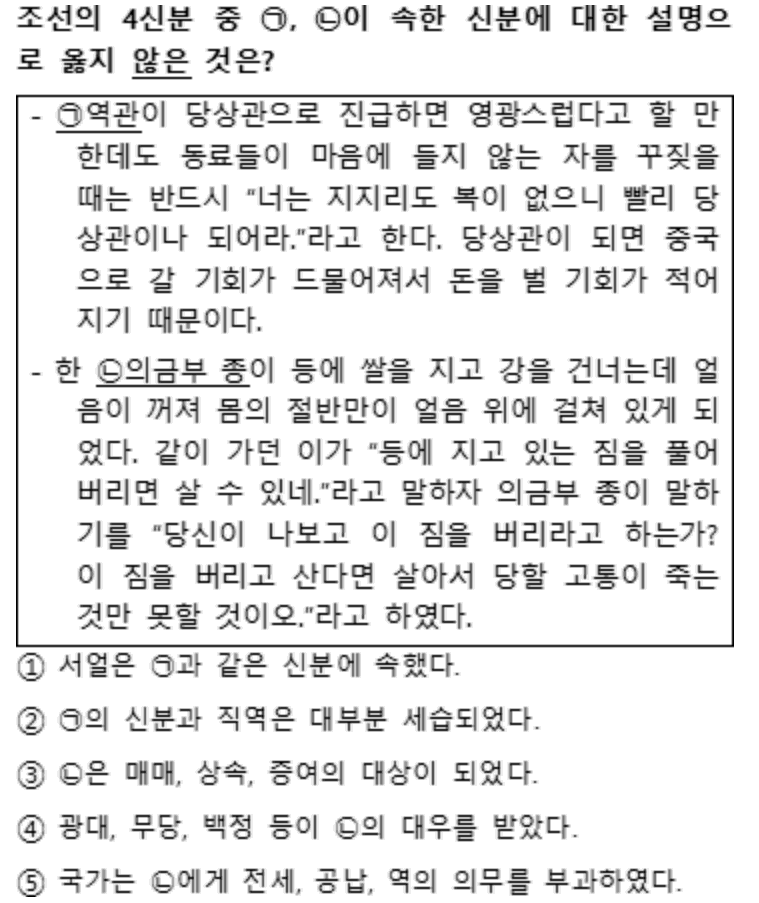 조선의 4신분 중 ㉠, ㉡이 속한 신분에 대한 설명으
로 옳지 않은 것은?
- ㉠역관이 당상관으로 진급하면 영광스럽다고 할 만
한데도 동료들이 마음에 들지 않는 자를 꾸짖을
때는 반드시 "너는 지지리도 복이 없으니 빨리 당
상관이나 되어라."라고 한다. 당상관이 되면 중국
으로 갈 기회가 드물어져서 돈을 벌 기회가 적어
지기 때문이다.
- 한 ㉡의금부 종이 등에 쌀을 지고 강을 건너는데 얼
음이 꺼져 몸의 절반만이 얼음 위에 걸쳐 있게 되
었다. 같이 가던 이가 "등에 지고 있는 짐을 풀어
버리면 살 수 있네."라고 말하자 의금부 종이 말하
기를 "당신이 나보고 이 짐을 버리라고 하는가?
이 짐을 버리고 산다면 살아서 당할 고통이 죽는
것만 못할 것이오."라고 하였다.
① 서얼은 ㉠과 같은 신분에 속했다.
② ㉠의 신분과 직역은 대부분 세습되었다.
③ ㉡은 매매, 상속, 증여의 대상이 되었다.
④ 광대, 무당, 백정 등이 ㉡의 대우를 받았다.
⑤ 국가는 ㉡에게 전세, 공납, 역의 의무를 부과하였다.